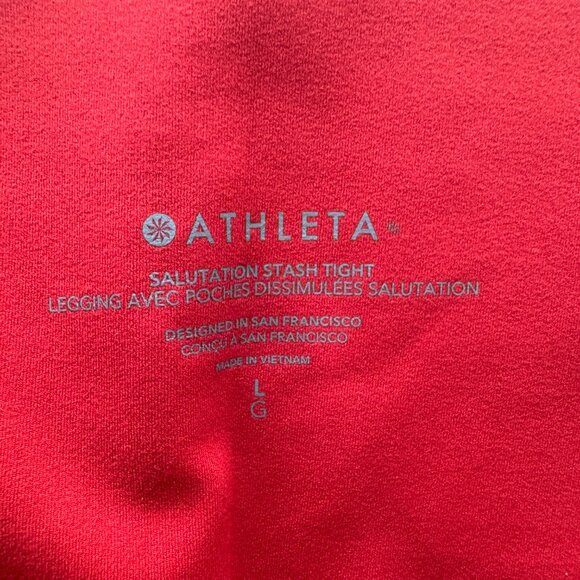 ATHLETA
SALUTATION STASH TIGHT
LEGGING AVEC POCHES DISSIMULÉES SALUTATION
DESIGNED IN SAN FRANCISCO
CONÇU À SAN FRANCISCO
MADE IN VIETNAM
L
G